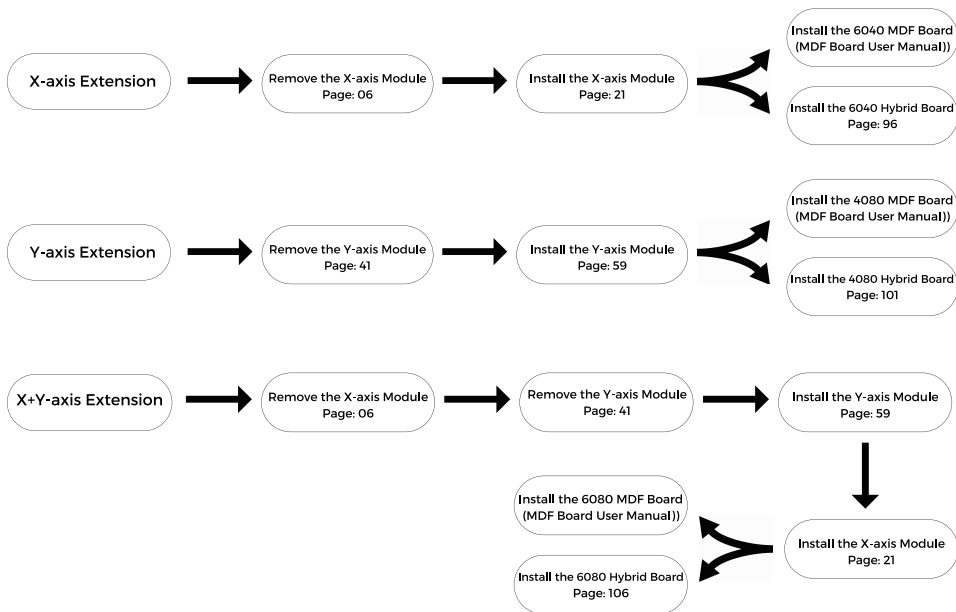 X-axis Extension
Remove the X-axis Module
Page: 06
Install the X-axis Module
Page: 21
Install the 6040 MDF Board
(MDF Board User Manual))
Install the 6040 Hybrid Board
Page: 96
Y-axis Extension
Remove the Y-axis Module
Page: 41
Install the Y-axis Module
Page: 59
Install the 4080 MDF Board
(MDF Board User Manual))
Install the 4080 Hybrid Board
Page: 101
X+Y-axis Extension
Remove the X-axis Module
Page: 06
Remove the Y-axis Module
Page: 41
Install the Y-axis Module
Page: 59
Install the X-axis Module
Page: 21
Install the 6080 MDF Board
(MDF Board User Manual))
Install the 6080 Hybrid Board
Page: 106